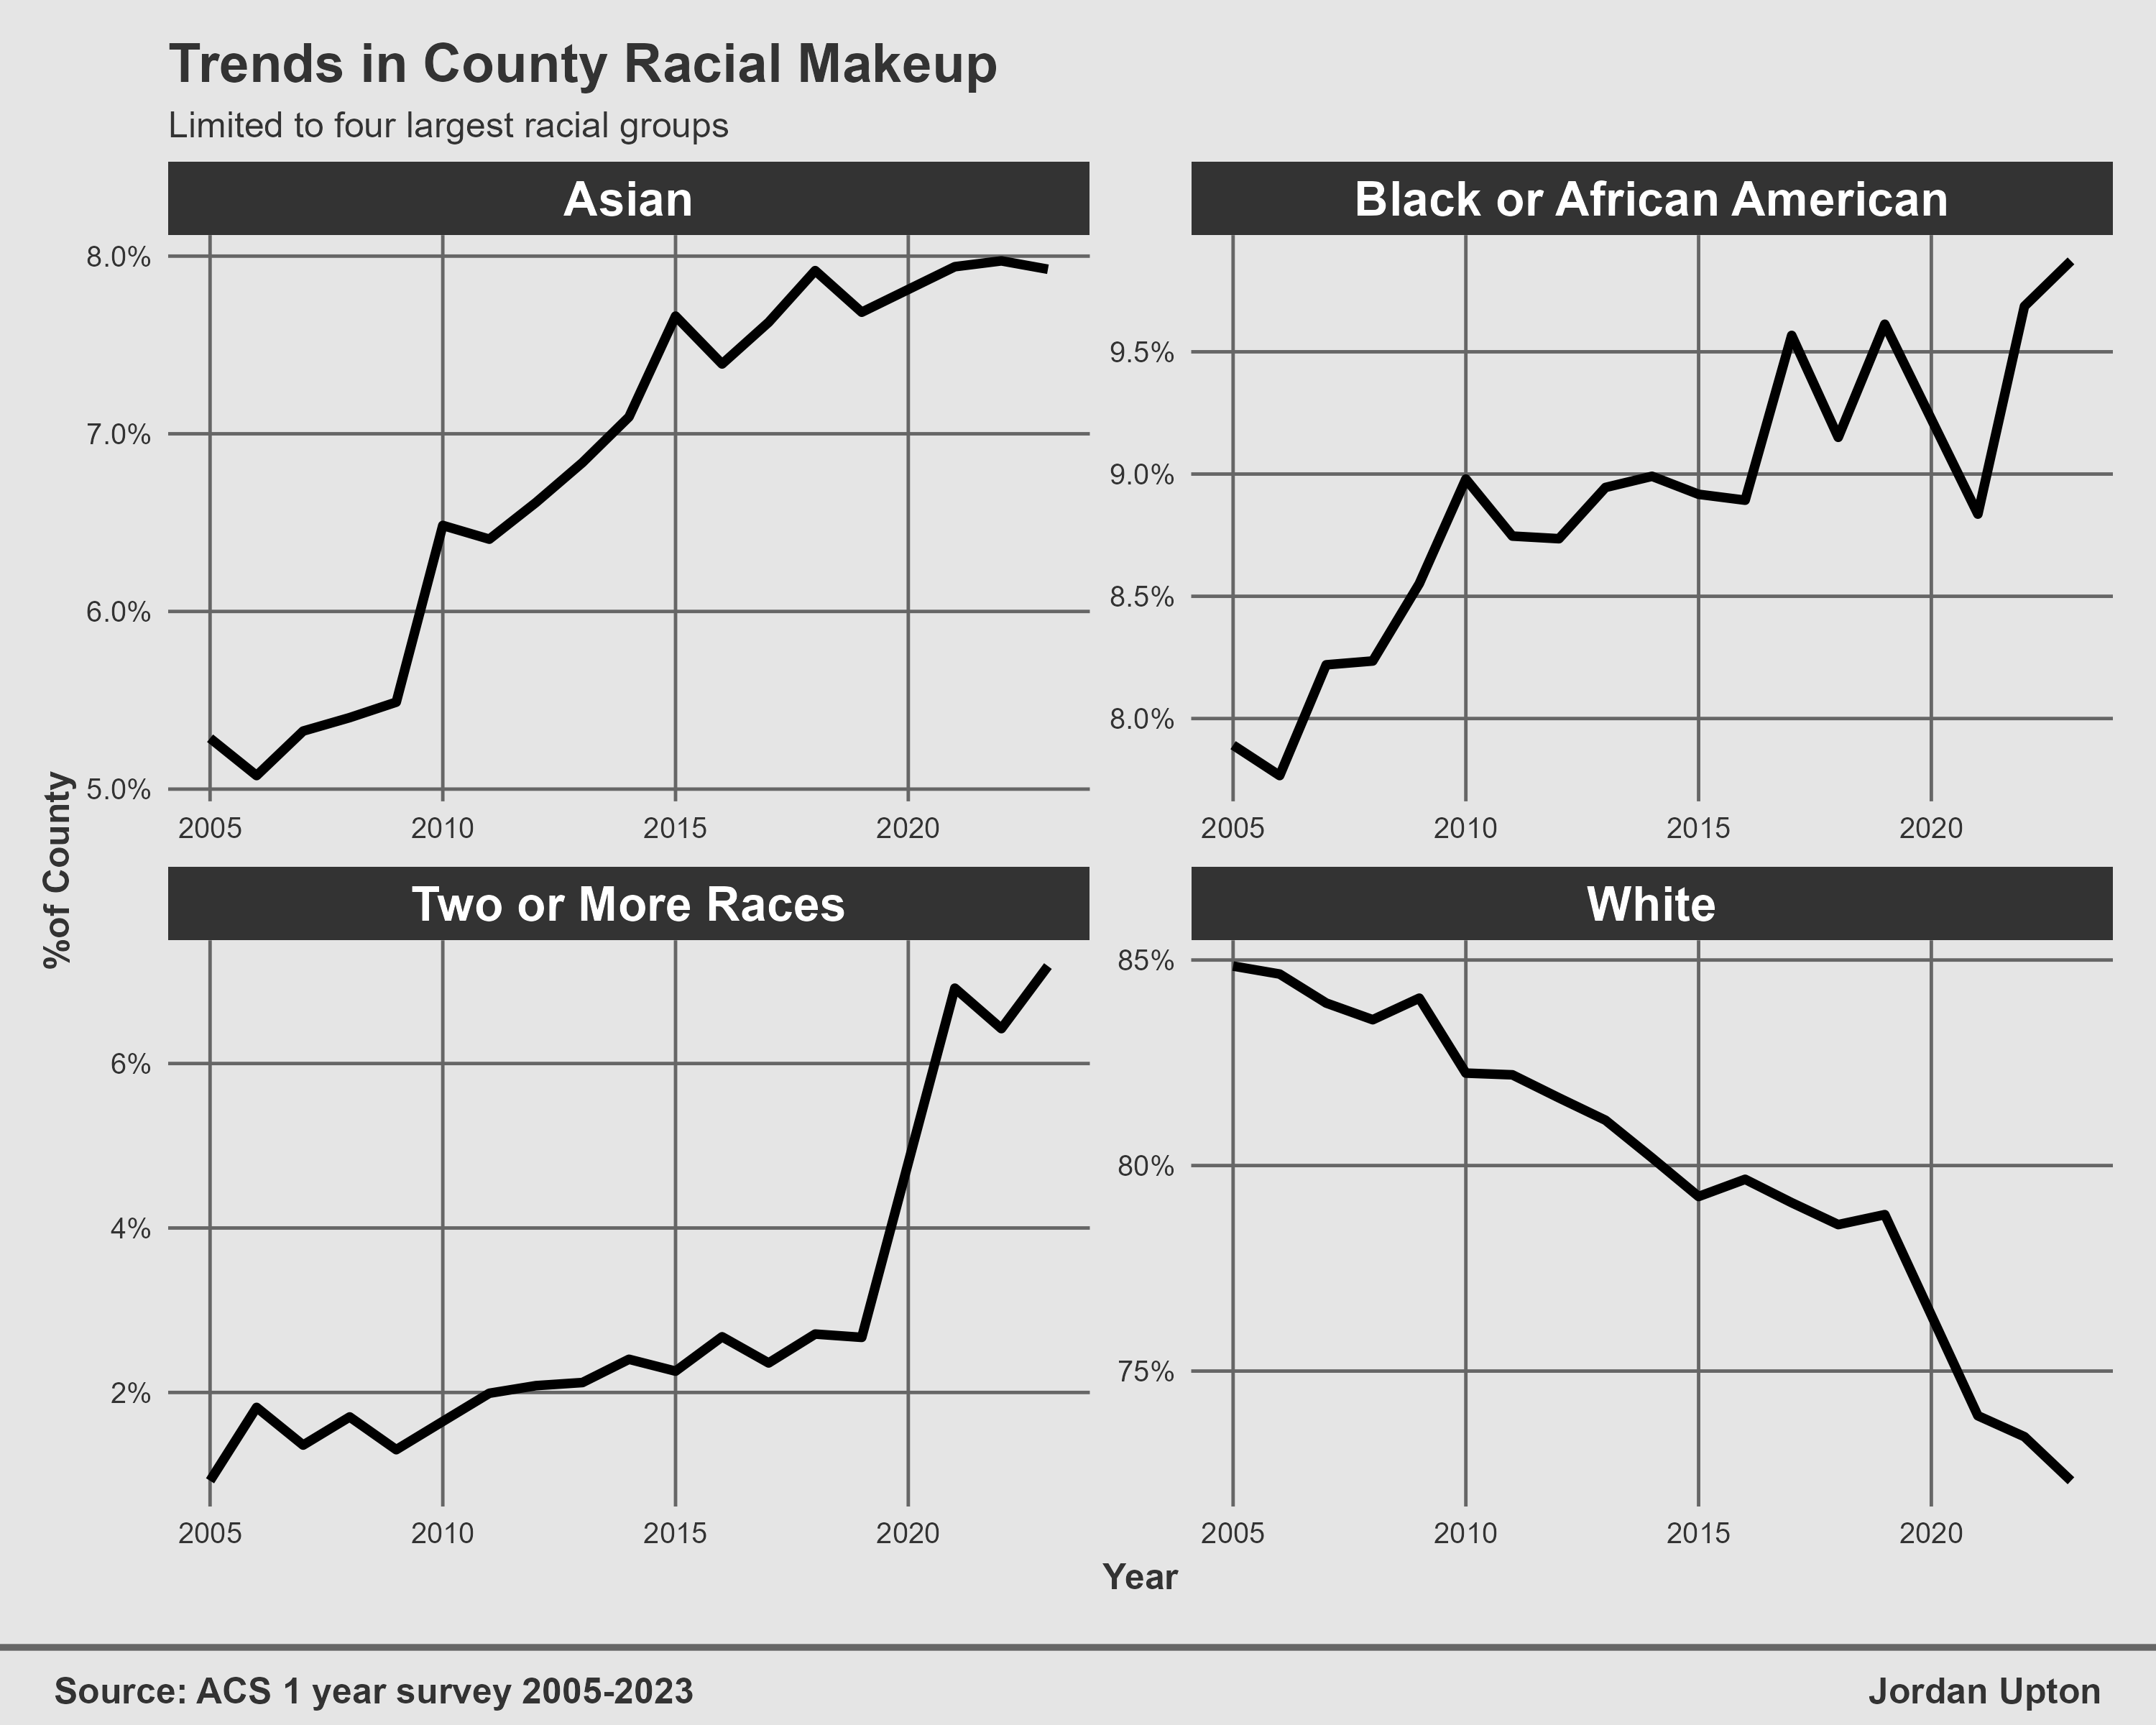 Trends in County Racial Makeup
Limited to four largest racial groups
Asian
8.0%
7.0%
6.0%
5.0%
2005 2010 2015 2020
Black or African American
9.5%
9.0%
8.5%
8.0%
2005 2010 2015 2020
%of County
Two or More Races
6%
4%
2%
2005 2010 2015 2020
White
85%
80%
75%
2005 2010 2015 2020
Year
Source: ACS 1 year survey 2005-2023
Jordan Upton